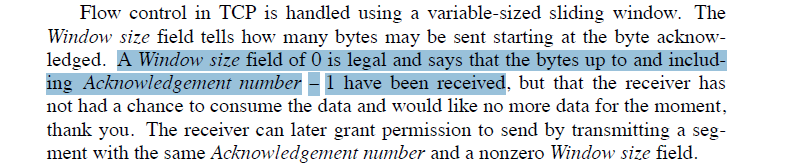 Flow control in TCP is handled using a variable-sized sliding window. The
Window size field tells how many bytes may be sent starting at the byte acknow-
ledged. A Window size field of 0 is legal and says that the bytes up to and includ-
ing Acknowledgement number – 1 have been received, but that the receiver has
not had a chance to consume the data and would like no more data for the moment,
thank you. The receiver can later grant permission to send by transmitting a seg-
ment with the same Acknowledgement number and a nonzero Window size field.